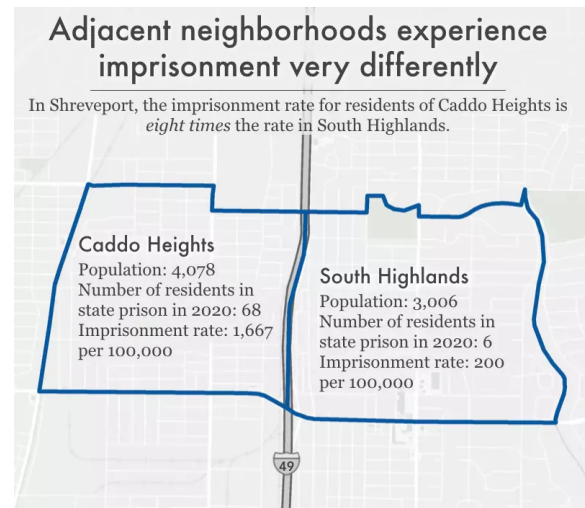 Adjacent neighborhoods experience
imprisonment very differently
In Shreveport, the imprisonment rate for residents of Caddo Heights is
eight times the rate in South Highlands.
Caddo Heights
Population: 4,078
Number of residents in
state prison in 2020: 68
Imprisonment rate: 1,667
per 100,000
South Highlands
Population: 3,006
Number of residents in
state prison in 2020: 6
Imprisonment rate: 200
per 100,000
49